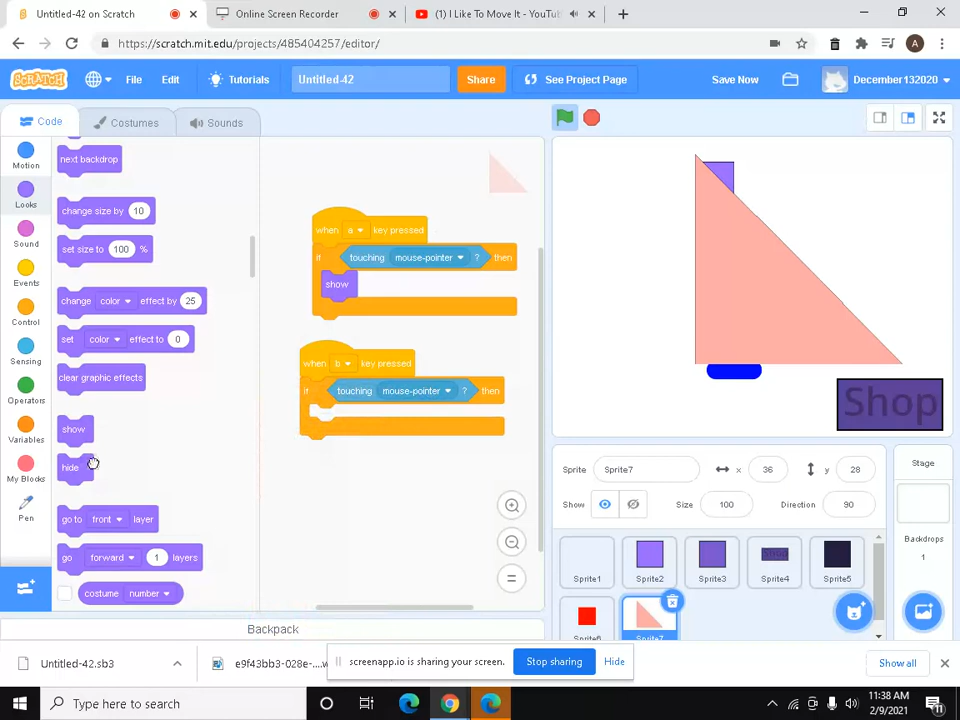 Untitled-42 on Scratch
Online Screen Recorder
(1) I Like To Move It - YouTu
https://scratch.mit.edu/projects/485404257/editor/
A
SCRATCH
File
Edit
Tutorials
Untitled-42
Share
See Project Page
Save Now
December132020
Code
Costumes
Sounds
Motion
Looks
Sound
Events
Control
Sensing
Operators
Variables
My Blocks
Pen
next backdrop
change size by 10
set size to 100 %
change color effect by 25
set color effect to 0
clear graphic effects
show
hide
go to front layer
go forward 1 layers
costume number
when a key pressed
if touching mouse-pointer ? then
show
when b key pressed
if touching mouse-pointer ? then
Shop
Sprite Sprite7 x 36 y 28
Show Size 100 Direction 90
Stage
Backdrops
1
Sprite1
Sprite2
Sprite3
Shop
Sprite4
Sprite5
Sprite6
Sprite7
Backpack
Untitled-42.sb3
screenapp.io is sharing your screen.
Stop sharing
Hide
Show all
Type here to search
11:38 AM
2/9/2021